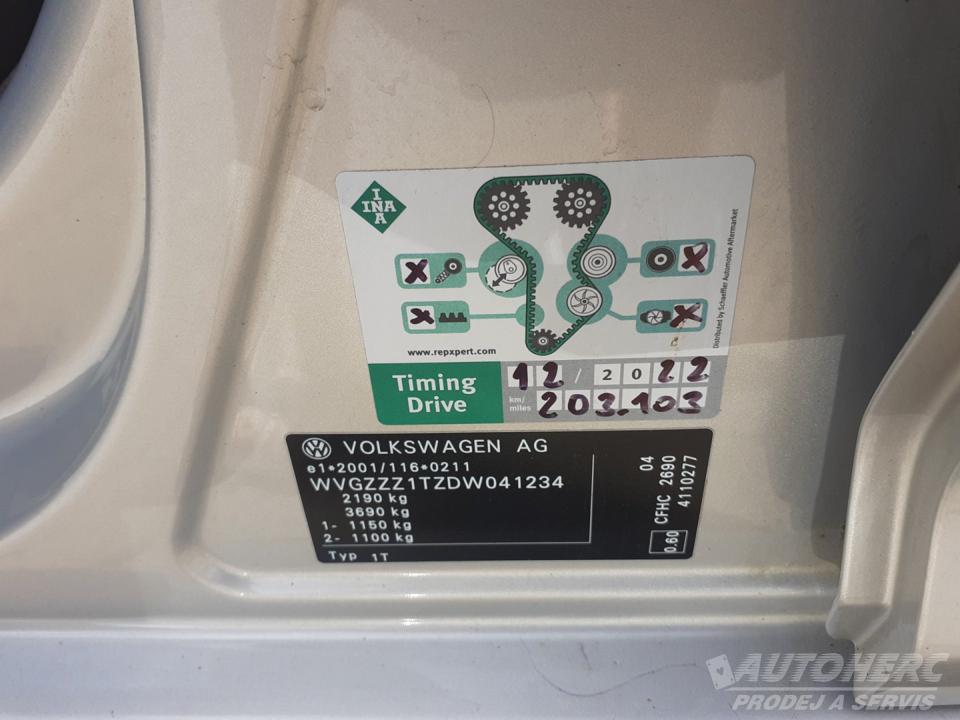 INA
INA
X
X
X
X
www.repxpert.com
Distributed by Schaeffler Automotive Aftermarket
Timing
Drive
12 / 2022
km/
miles
203.103
VOLKSWAGEN AG
e1*2001/116*0211
WVGZZZ1TZDW041234
2190 kg
3690 kg
1- 1150 kg
2- 1100 kg
Typ 1T
04
CFHC 2690
4110277
0.60
AUTOHERC
PRODEJ A SERVIS